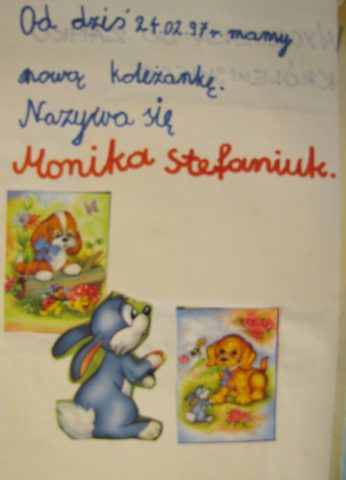 Od dziś 24.02.97 r. mamy
nową koleżankę.
Nazywa się
Monika Stefaniuk.